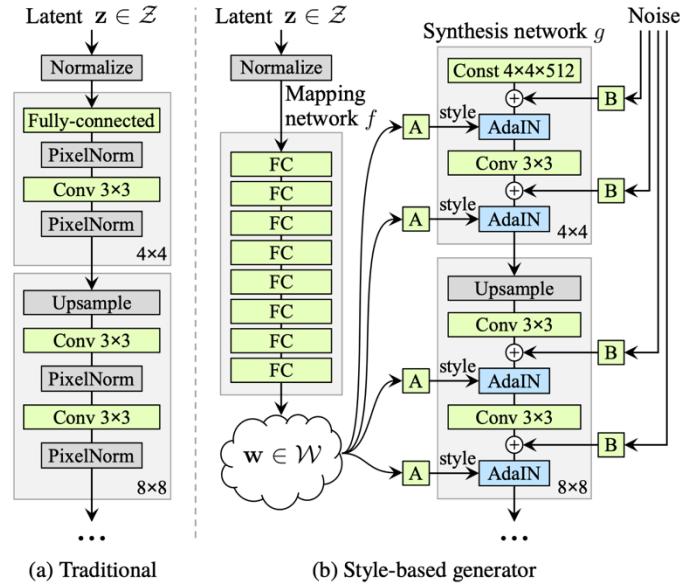 Latent z ∈ 𝒵
Normalize
Fully-connected
PixelNorm
Conv 3×3
PixelNorm
4×4
Upsample
Conv 3×3
PixelNorm
Conv 3×3
PixelNorm
8×8
...
(a) Traditional
Latent z ∈ 𝒵
Normalize
Mapping
network f
FC
FC
FC
FC
FC
FC
FC
FC
w ∈ 𝒲
A
style
A
style
A
style
A
style
Synthesis network g
Const 4×4×512
AdaIN
Conv 3×3
AdaIN
4×4
Upsample
Conv 3×3
AdaIN
Conv 3×3
AdaIN
8×8
...
Noise
B
B
B
B
(b) Style-based generator